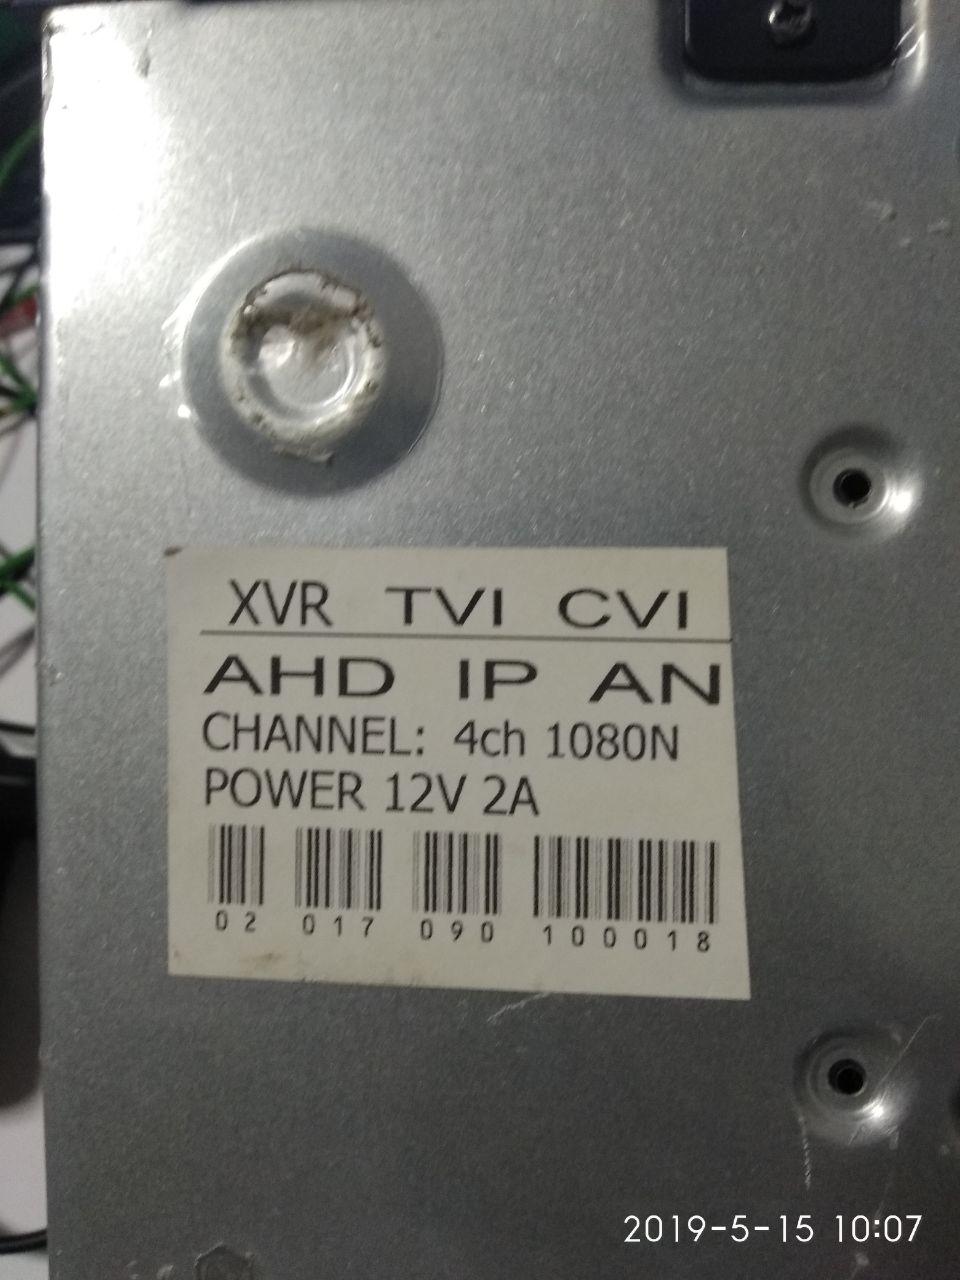 XVR TVI CVI
AHD IP AN
CHANNEL: 4ch 1080N
POWER 12V 2A
02 017 090 100018
2019-5-15 10:07